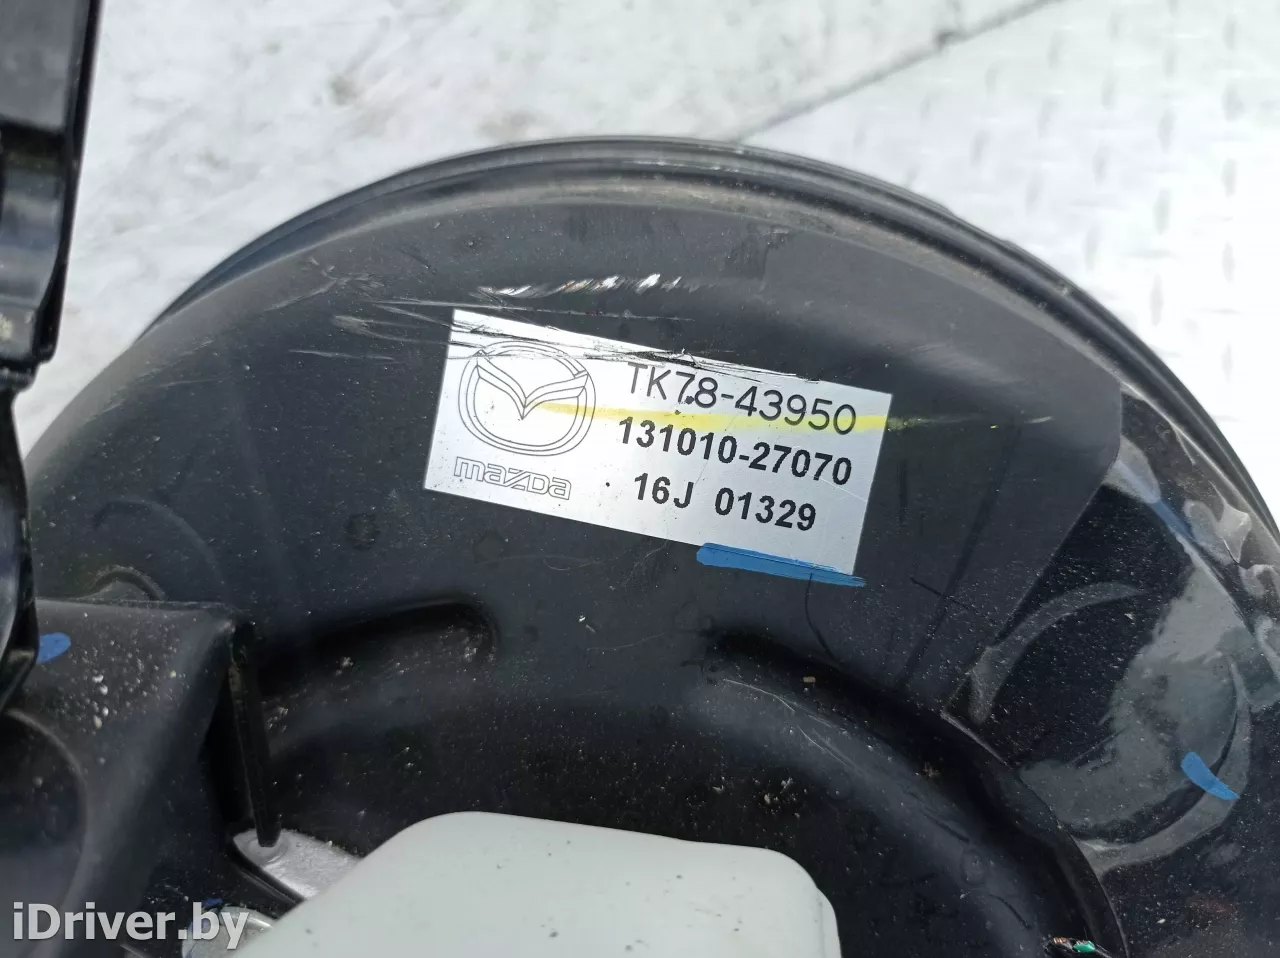 TK78-43950
131010-27070
mazda
16J 01329
iDriver.by